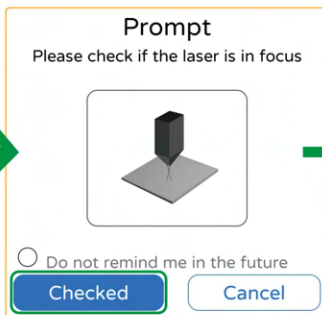 Prompt
Please check if the laser is in focus
Do not remind me in the future
Checked
Cancel